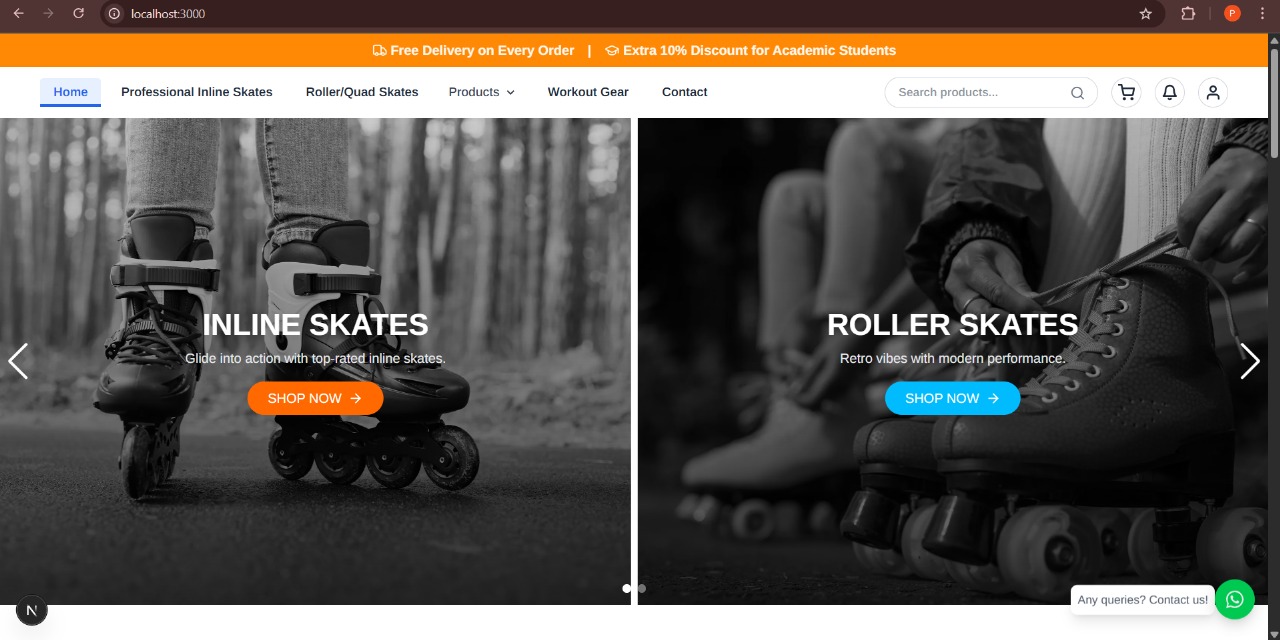 localhost:3000
P
Free Delivery on Every Order | Extra 10% Discount for Academic Students
Home Professional Inline Skates Roller/Quad Skates Products Workout Gear Contact Search products...
INLINE SKATES
Glide into action with top-rated inline skates.
SHOP NOW →
ROLLER SKATES
Retro vibes with modern performance.
SHOP NOW →
N
Any queries? Contact us!